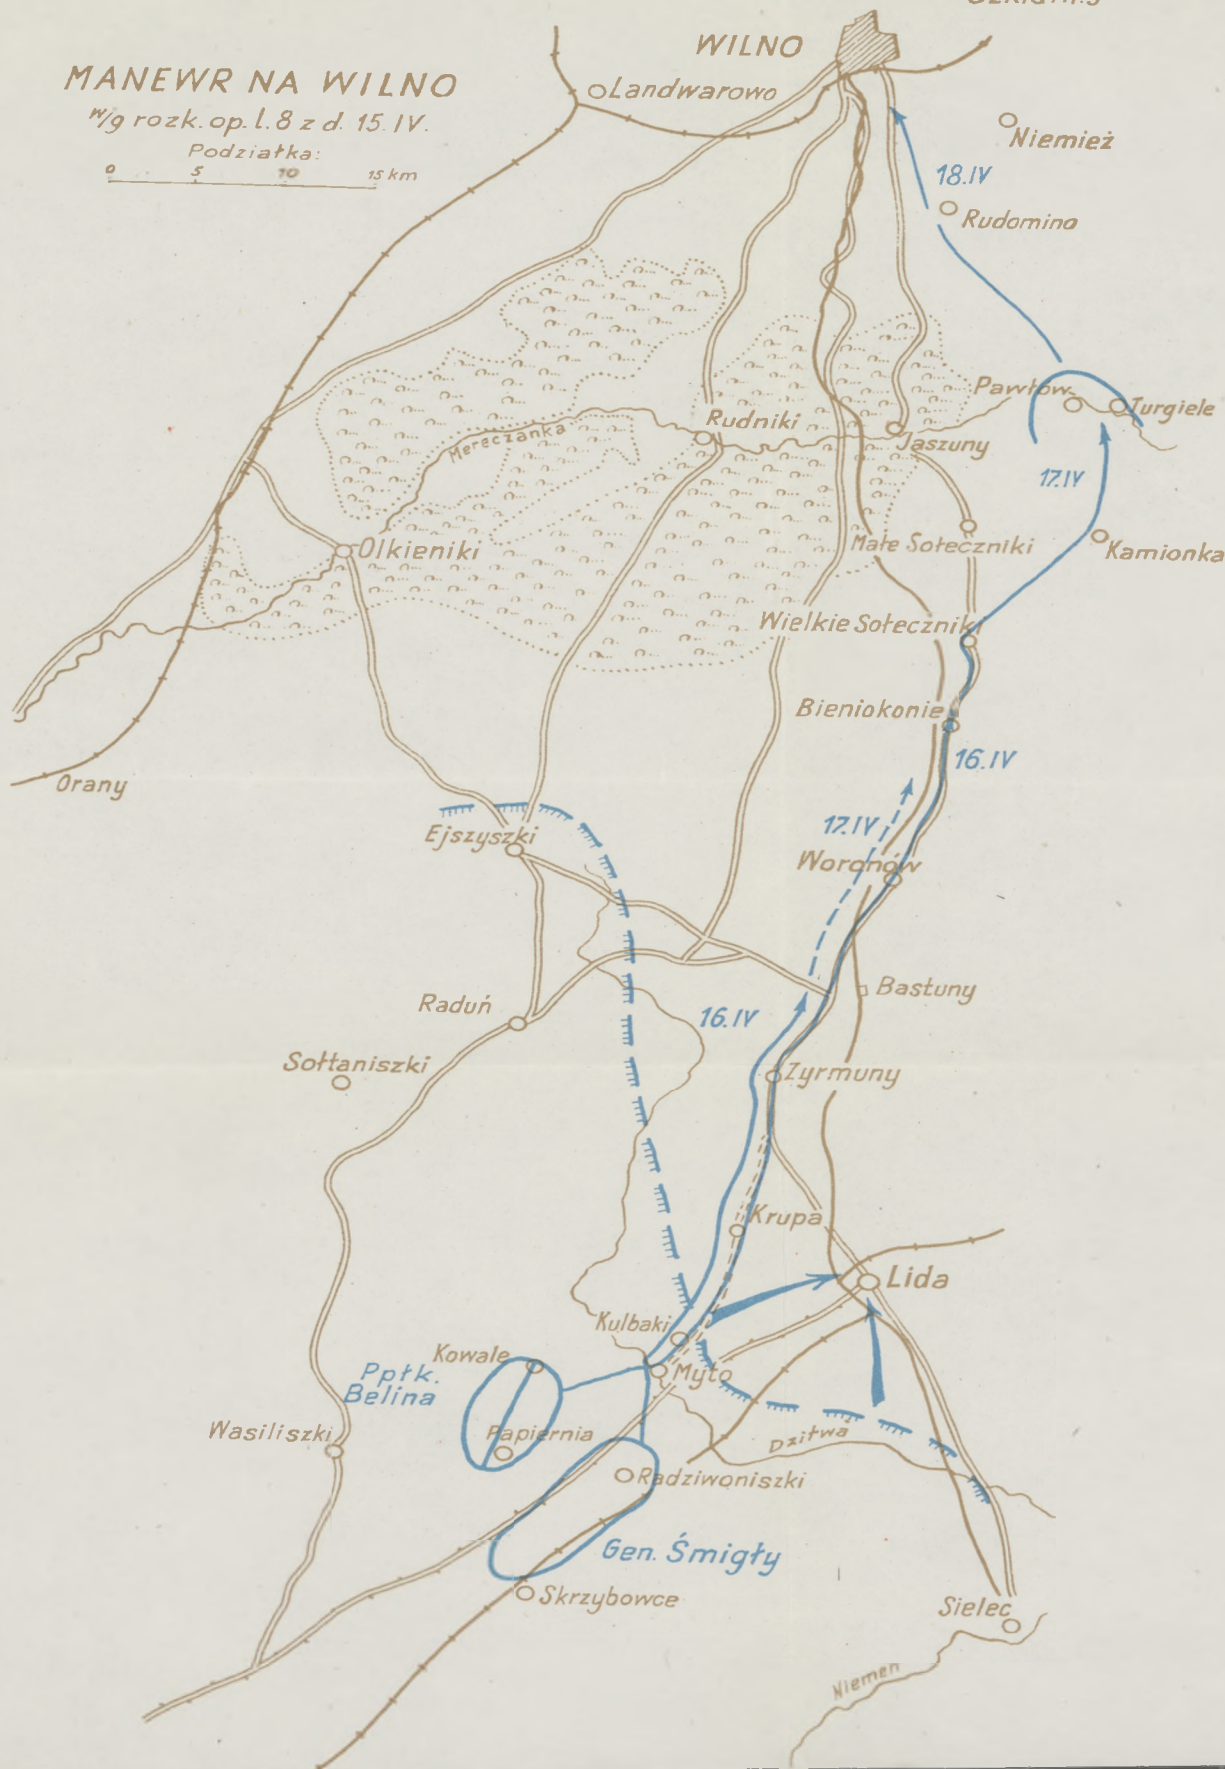 WILNO
MANEWR NA WILNO
w/g rozk. op. l. 8 z d. 15. IV.
Podziałka:
0 5 10 15 km
Landwarowo
Niemież
18.IV
Rudomina
Pawłow
Turgiele
Rudniki
Mereczanka
Jaszuny
17.IV
Olkieniki
Małe Sołeczniki
Kamionka
Wielkie Sołeczniki
Bieniokonie
16.IV
Orany
17.IV
Ejszyszki
Woronów
Bastuny
Raduń
16.IV
Sołtaniszki
Zyrmuny
Krupa
Lida
Kulbaki
Kowale
Myto
Ppłk.
Belina
Wasiliszki
Papiernia
Dzitwa
Radziwoniszki
Gen. Śmigły
Skrzybowce
Sielec
Niemen